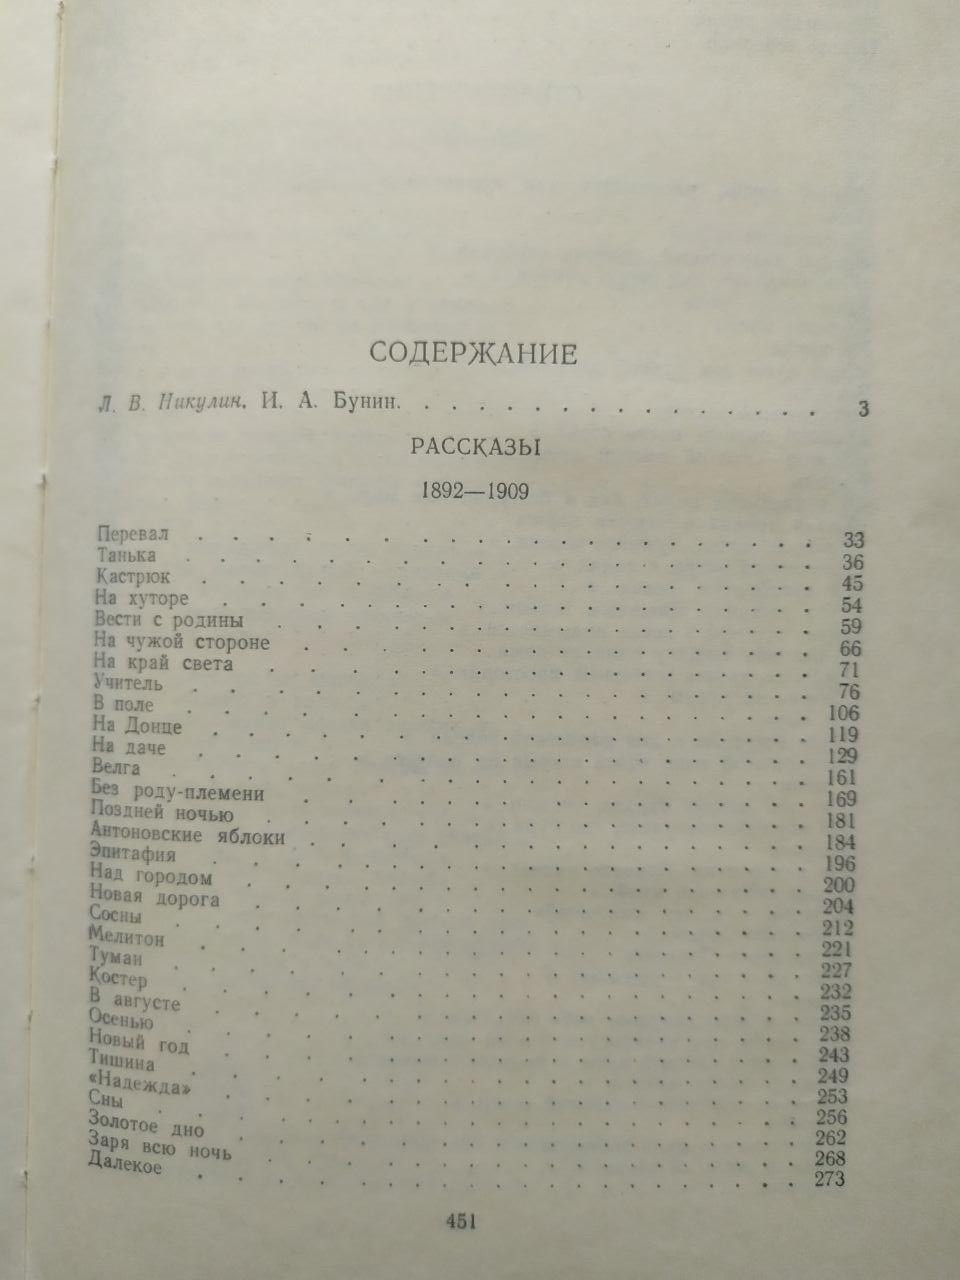 СОДЕРЖАНИЕ
Л. В. Никулин. И. А. Бунин. . . . . . . . . . . . . . . . 3
РАССКАЗЫ
1892—1909
Перевал . . . . . . . . . . . . . . . . . 33
Танька . . . . . . . . . . . . . . . . . 36
Кастрюк . . . . . . . . . . . . . . . . . 45
На хуторе . . . . . . . . . . . . . . . . 54
Вести с родины . . . . . . . . . . . . . . 59
На чужой стороне . . . . . . . . . . . . . 66
На край света . . . . . . . . . . . . . . 71
Учитель . . . . . . . . . . . . . . . . . 76
В поле . . . . . . . . . . . . . . . . . 106
На Донце . . . . . . . . . . . . . . . . 119
На даче . . . . . . . . . . . . . . . . . 129
Велга . . . . . . . . . . . . . . . . . . 161
Без роду-племени . . . . . . . . . . . . . 169
Поздней ночью . . . . . . . . . . . . . . 181
Антоновские яблоки . . . . . . . . . . . . 184
Эпитафия . . . . . . . . . . . . . . . . 196
Над городом . . . . . . . . . . . . . . . 200
Новая дорога . . . . . . . . . . . . . . . 204
Сосны . . . . . . . . . . . . . . . . . . 212
Мелитон . . . . . . . . . . . . . . . . . 221
Туман . . . . . . . . . . . . . . . . . . 227
Костер . . . . . . . . . . . . . . . . . 232
В августе . . . . . . . . . . . . . . . . 235
Осенью . . . . . . . . . . . . . . . . . 238
Новый год . . . . . . . . . . . . . . . . 243
Тишина . . . . . . . . . . . . . . . . . 249
«Надежда» . . . . . . . . . . . . . . . . 253
Сны . . . . . . . . . . . . . . . . . . . 256
Золотое дно . . . . . . . . . . . . . . . 262
Заря всю ночь . . . . . . . . . . . . . . 268
Далекое . . . . . . . . . . . . . . . . . 273
451